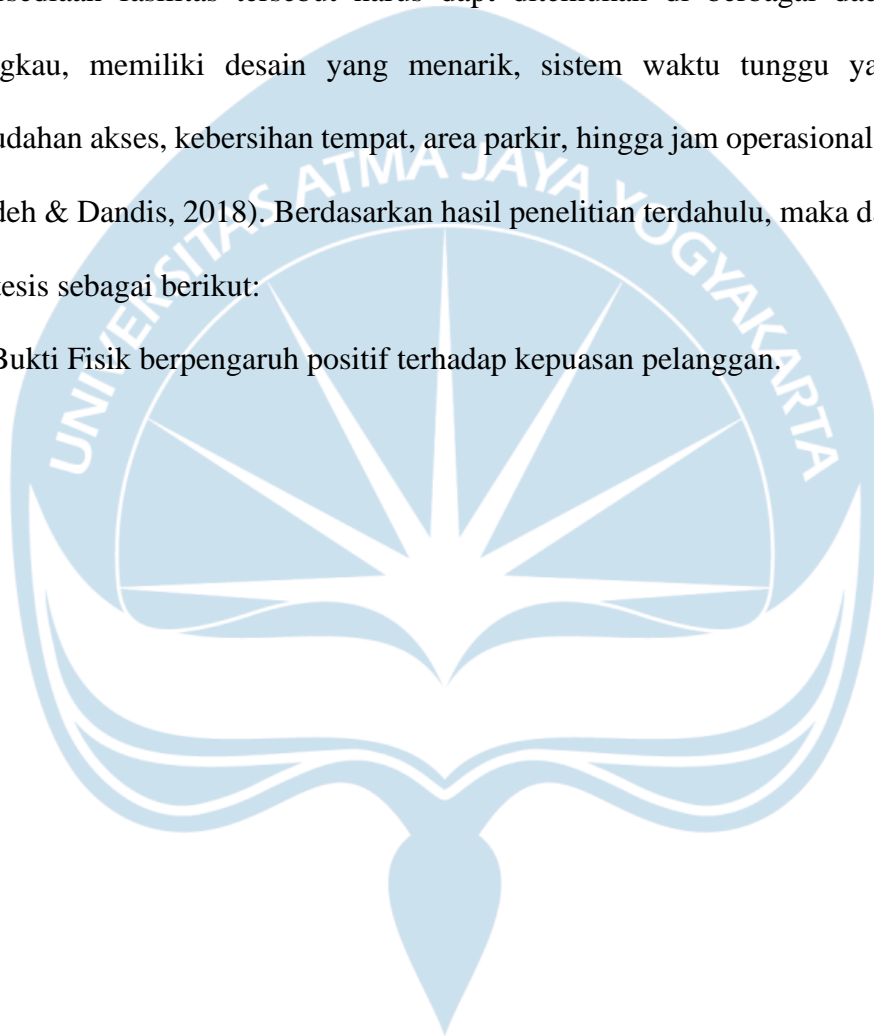 gkau, memiliki desain yang menarik, sistem waktu tunggu ya
udahan akses, kebersihan tempat, area parkir, hingga jam operasional
deh & Dandis, 2018). Berdasarkan hasil penelitian terdahulu, maka da
tesis sebagai berikut:
Bukti Fisik berpengaruh positif terhadap kepuasan pelanggan.
UNIVERSITAS ATMA JAYA YOGYAKARTA